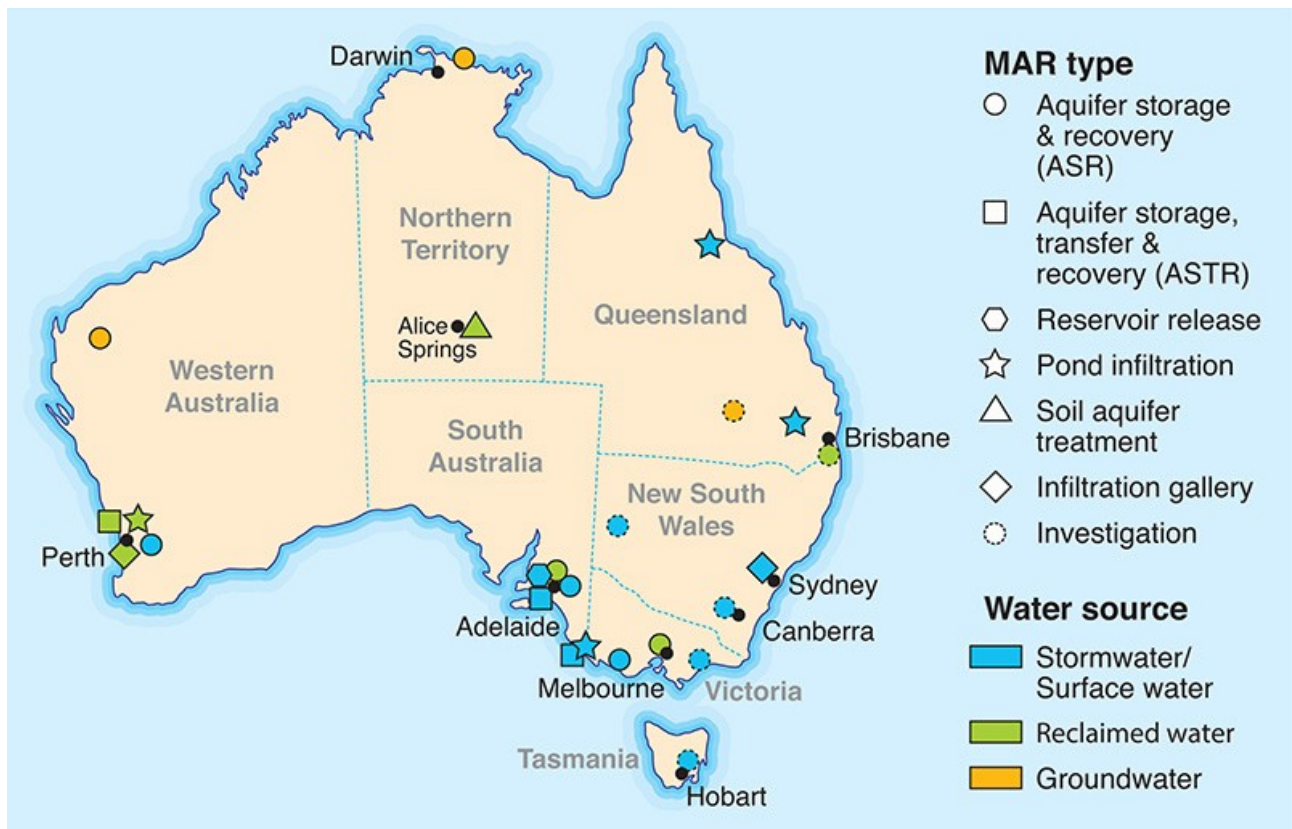 Darwin
Northern
Territory
Alice
Springs
Queensland
Western
Australia
South
Australia
Brisbane
New South
Wales
Perth
Sydney
Adelaide
Canberra
Melbourne
Victoria
Tasmania
Hobart
MAR type
Aquifer storage
& recovery
(ASR)
Aquifer storage,
transfer &
recovery (ASTR)
Reservoir release
Pond infiltration
Soil aquifer
treatment
Infiltration gallery
Investigation
Water source
Stormwater/
Surface water
Reclaimed water
Groundwater